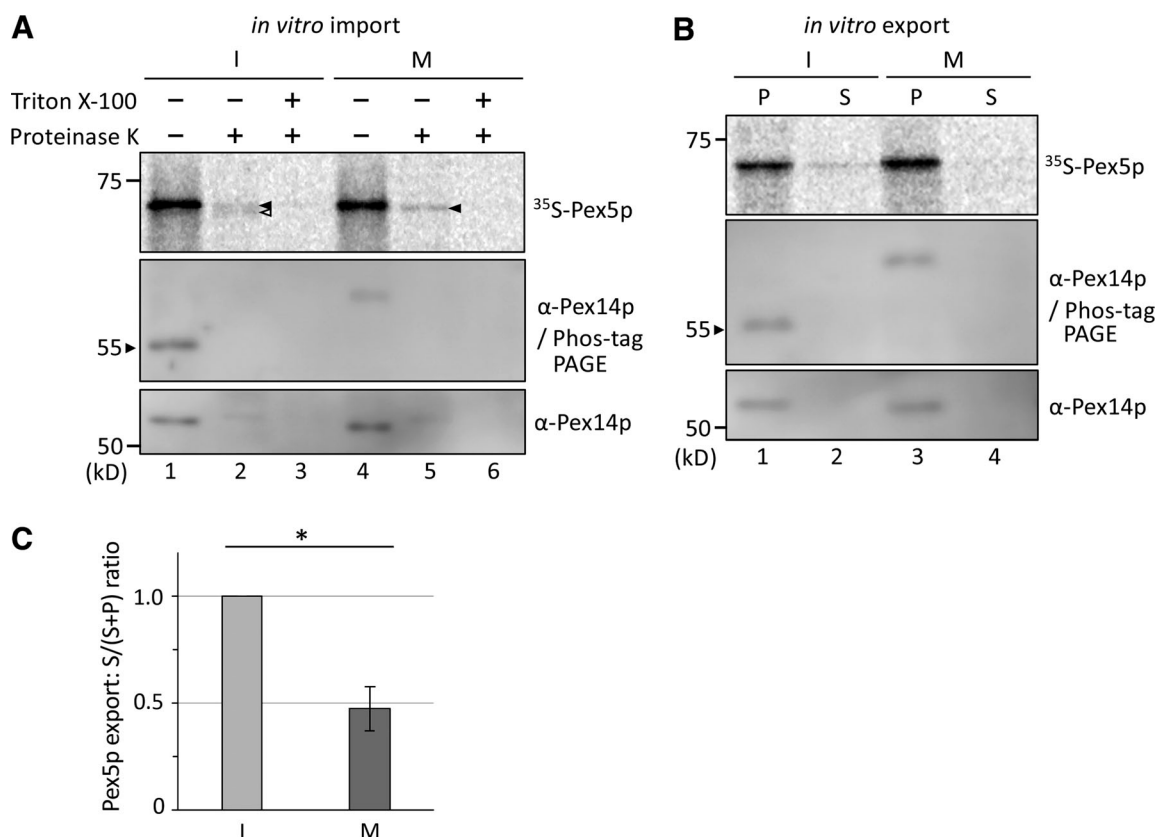 A
in vitro import
I M
Triton X-100 − − + − − +
Proteinase K − + + − + +
75
³⁵S-Pex5p
α-Pex14p
/ Phos-tag
PAGE
55
α-Pex14p
50
(kD) 1 2 3 4 5 6
B
in vitro export
I M
P S P S
75
³⁵S-Pex5p
α-Pex14p
/ Phos-tag
PAGE
55
α-Pex14p
50
(kD) 1 2 3 4
C
*
Pex5p export: S/(S+P) ratio
1.0
0.5
0
I M